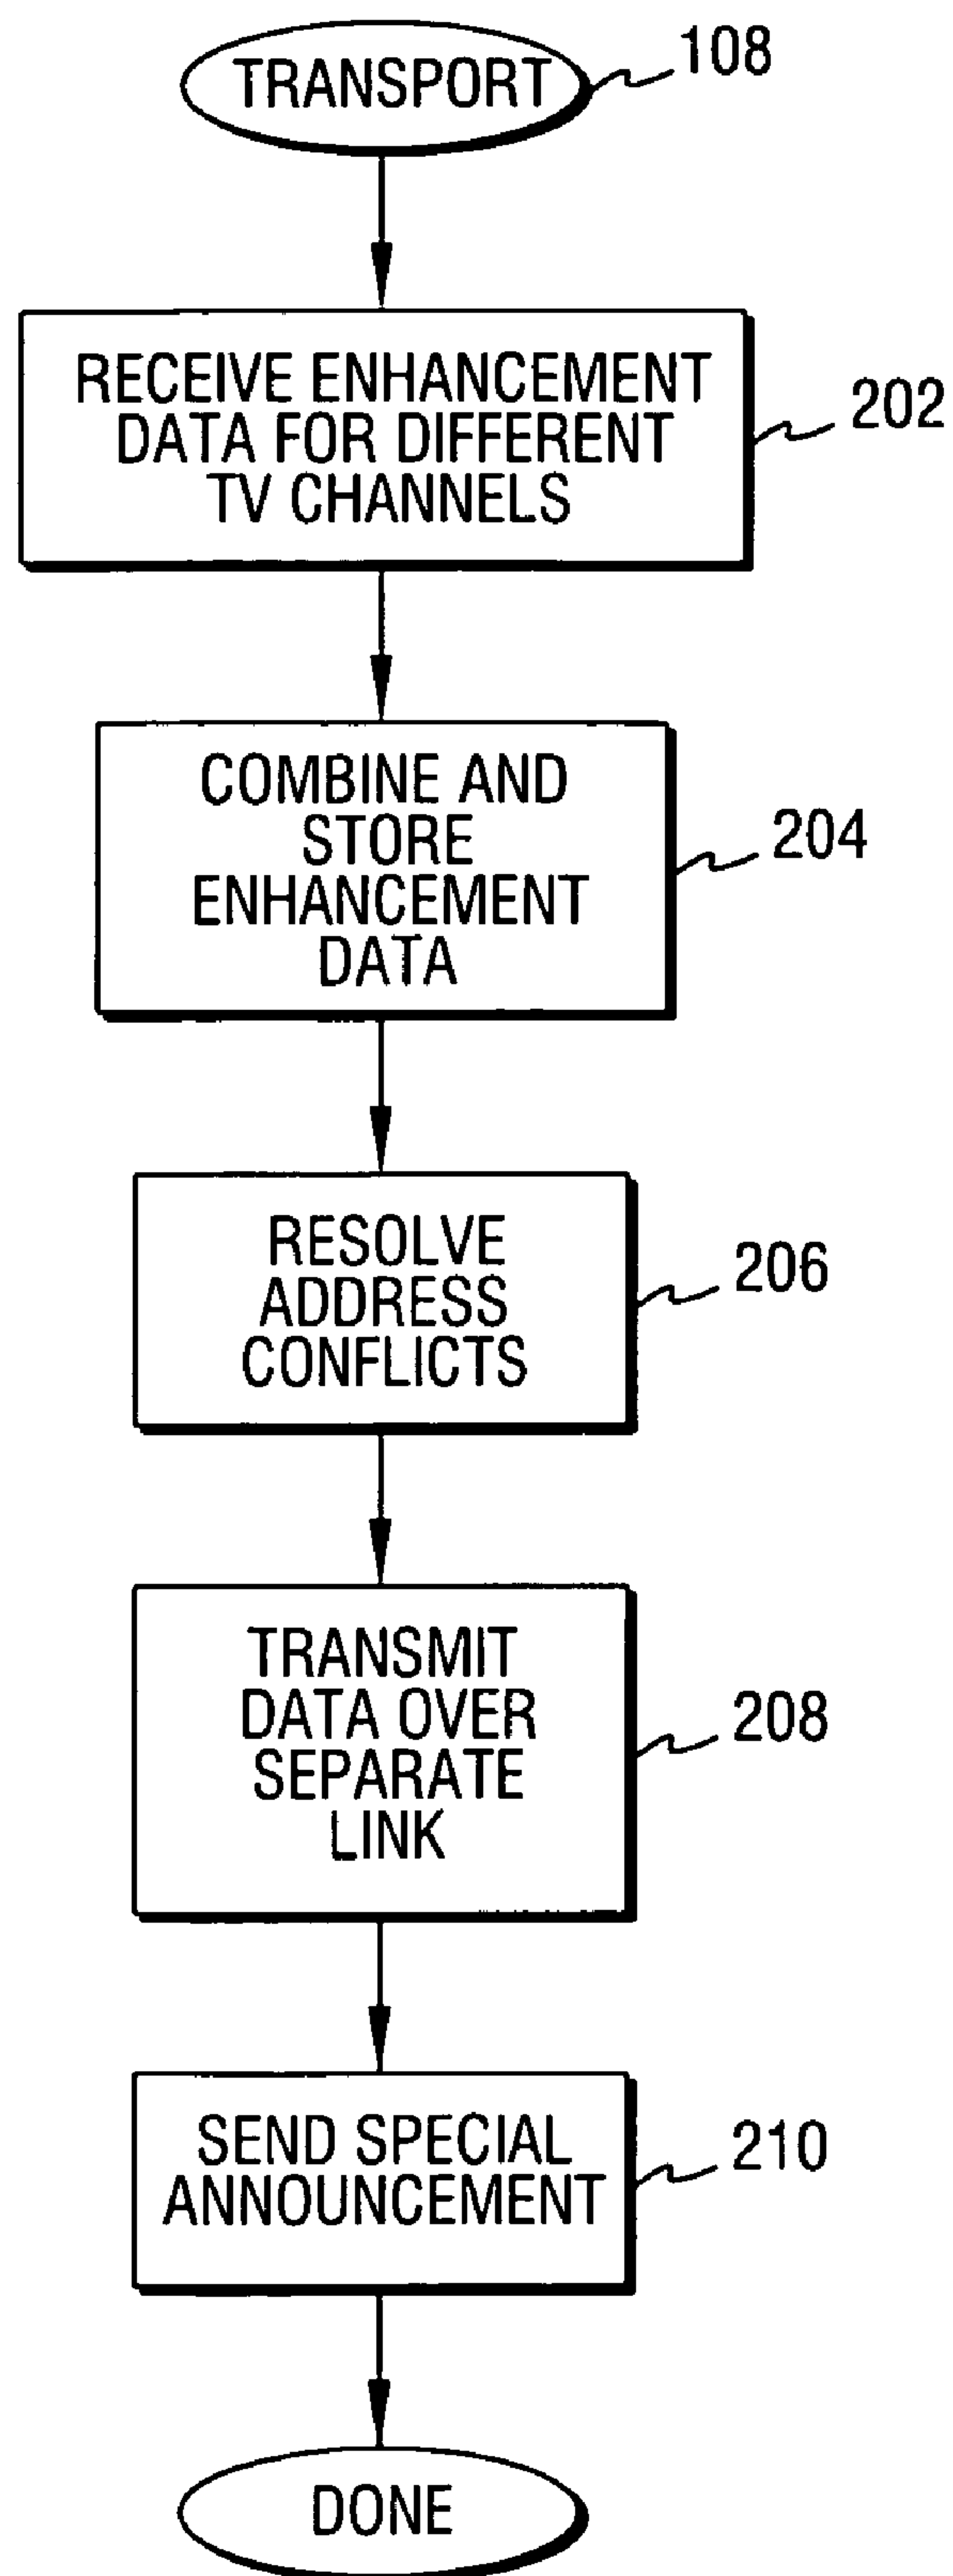 TRANSPORT 108
RECEIVE ENHANCEMENT
DATA FOR DIFFERENT
TV CHANNELS
202
COMBINE AND
STORE
ENHANCEMENT
DATA
204
RESOLVE
ADDRESS
CONFLICTS
206
TRANSMIT
DATA OVER
SEPARATE
LINK
208
SEND SPECIAL
ANNOUNCEMENT
210
DONE